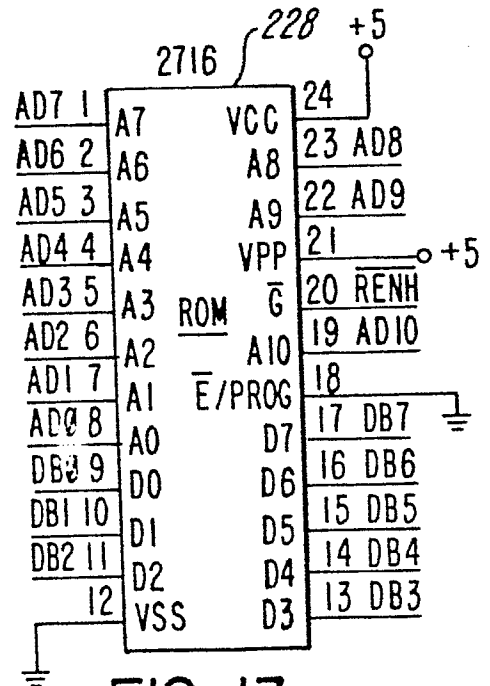 228 +5
2716
24
AD7 1 A7 VCC
AD6 2 A6 A8 23 AD8
AD5 3 A5 A9 22 AD9
AD4 4 A4 VPP 21 +5
AD3 5 A3 G̅ 20 R̅E̅N̅H̅
ROM
AD2 6 A2 A10 19 AD10
AD1 7 A1 E̅/PROG 18
AD0 8 A0 D7 17 DB7
DB0 9 D0 D6 16 DB6
DB1 10 D1 D5 15 DB5
DB2 11 D2 D4 14 DB4
12 VSS D3 13 DB3
FIG. 17